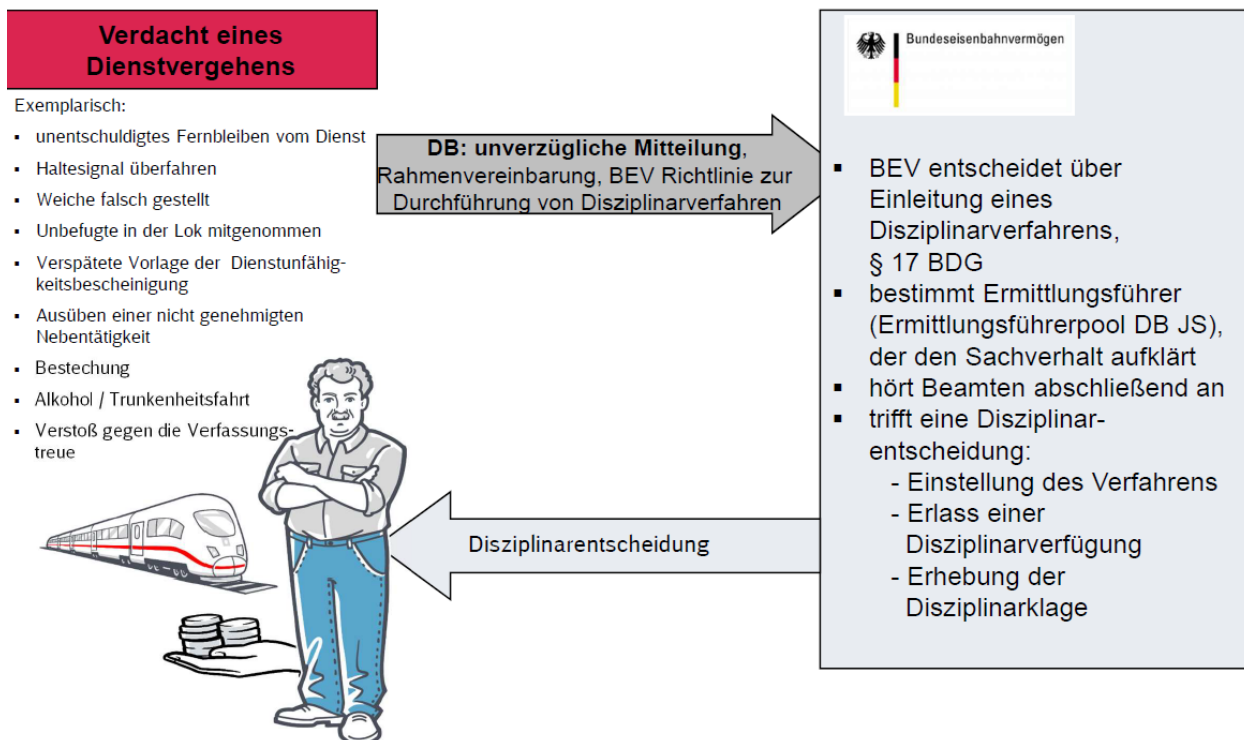 Verdacht eines
Dienstvergehens
Exemplarisch:
▪ unentschuldigtes Fernbleiben vom Dienst
▪ Haltesignal überfahren
▪ Weiche falsch gestellt
▪ Unbefugte in der Lok mitgenommen
▪ Verspätete Vorlage der Dienstunfähig-
keitsbescheinigung
▪ Ausüben einer nicht genehmigten
Nebentätigkeit
▪ Bestechung
▪ Alkohol / Trunkenheitsfahrt
▪ Verstoß gegen die Verfassungs-
treue
DB: unverzügliche Mitteilung,
Rahmenvereinbarung, BEV Richtlinie zur
Durchführung von Disziplinarverfahren
Bundeseisenbahnvermögen
▪ BEV entscheidet über
Einleitung eines
Disziplinarverfahrens,
§ 17 BDG
▪ bestimmt Ermittlungsführer
(Ermittlungsführerpool DB JS),
der den Sachverhalt aufklärt
▪ hört Beamten abschließend an
▪ trifft eine Disziplinar-
entscheidung:
- Einstellung des Verfahrens
- Erlass einer
Disziplinarverfügung
- Erhebung der
Disziplinarklage
Disziplinarentscheidung